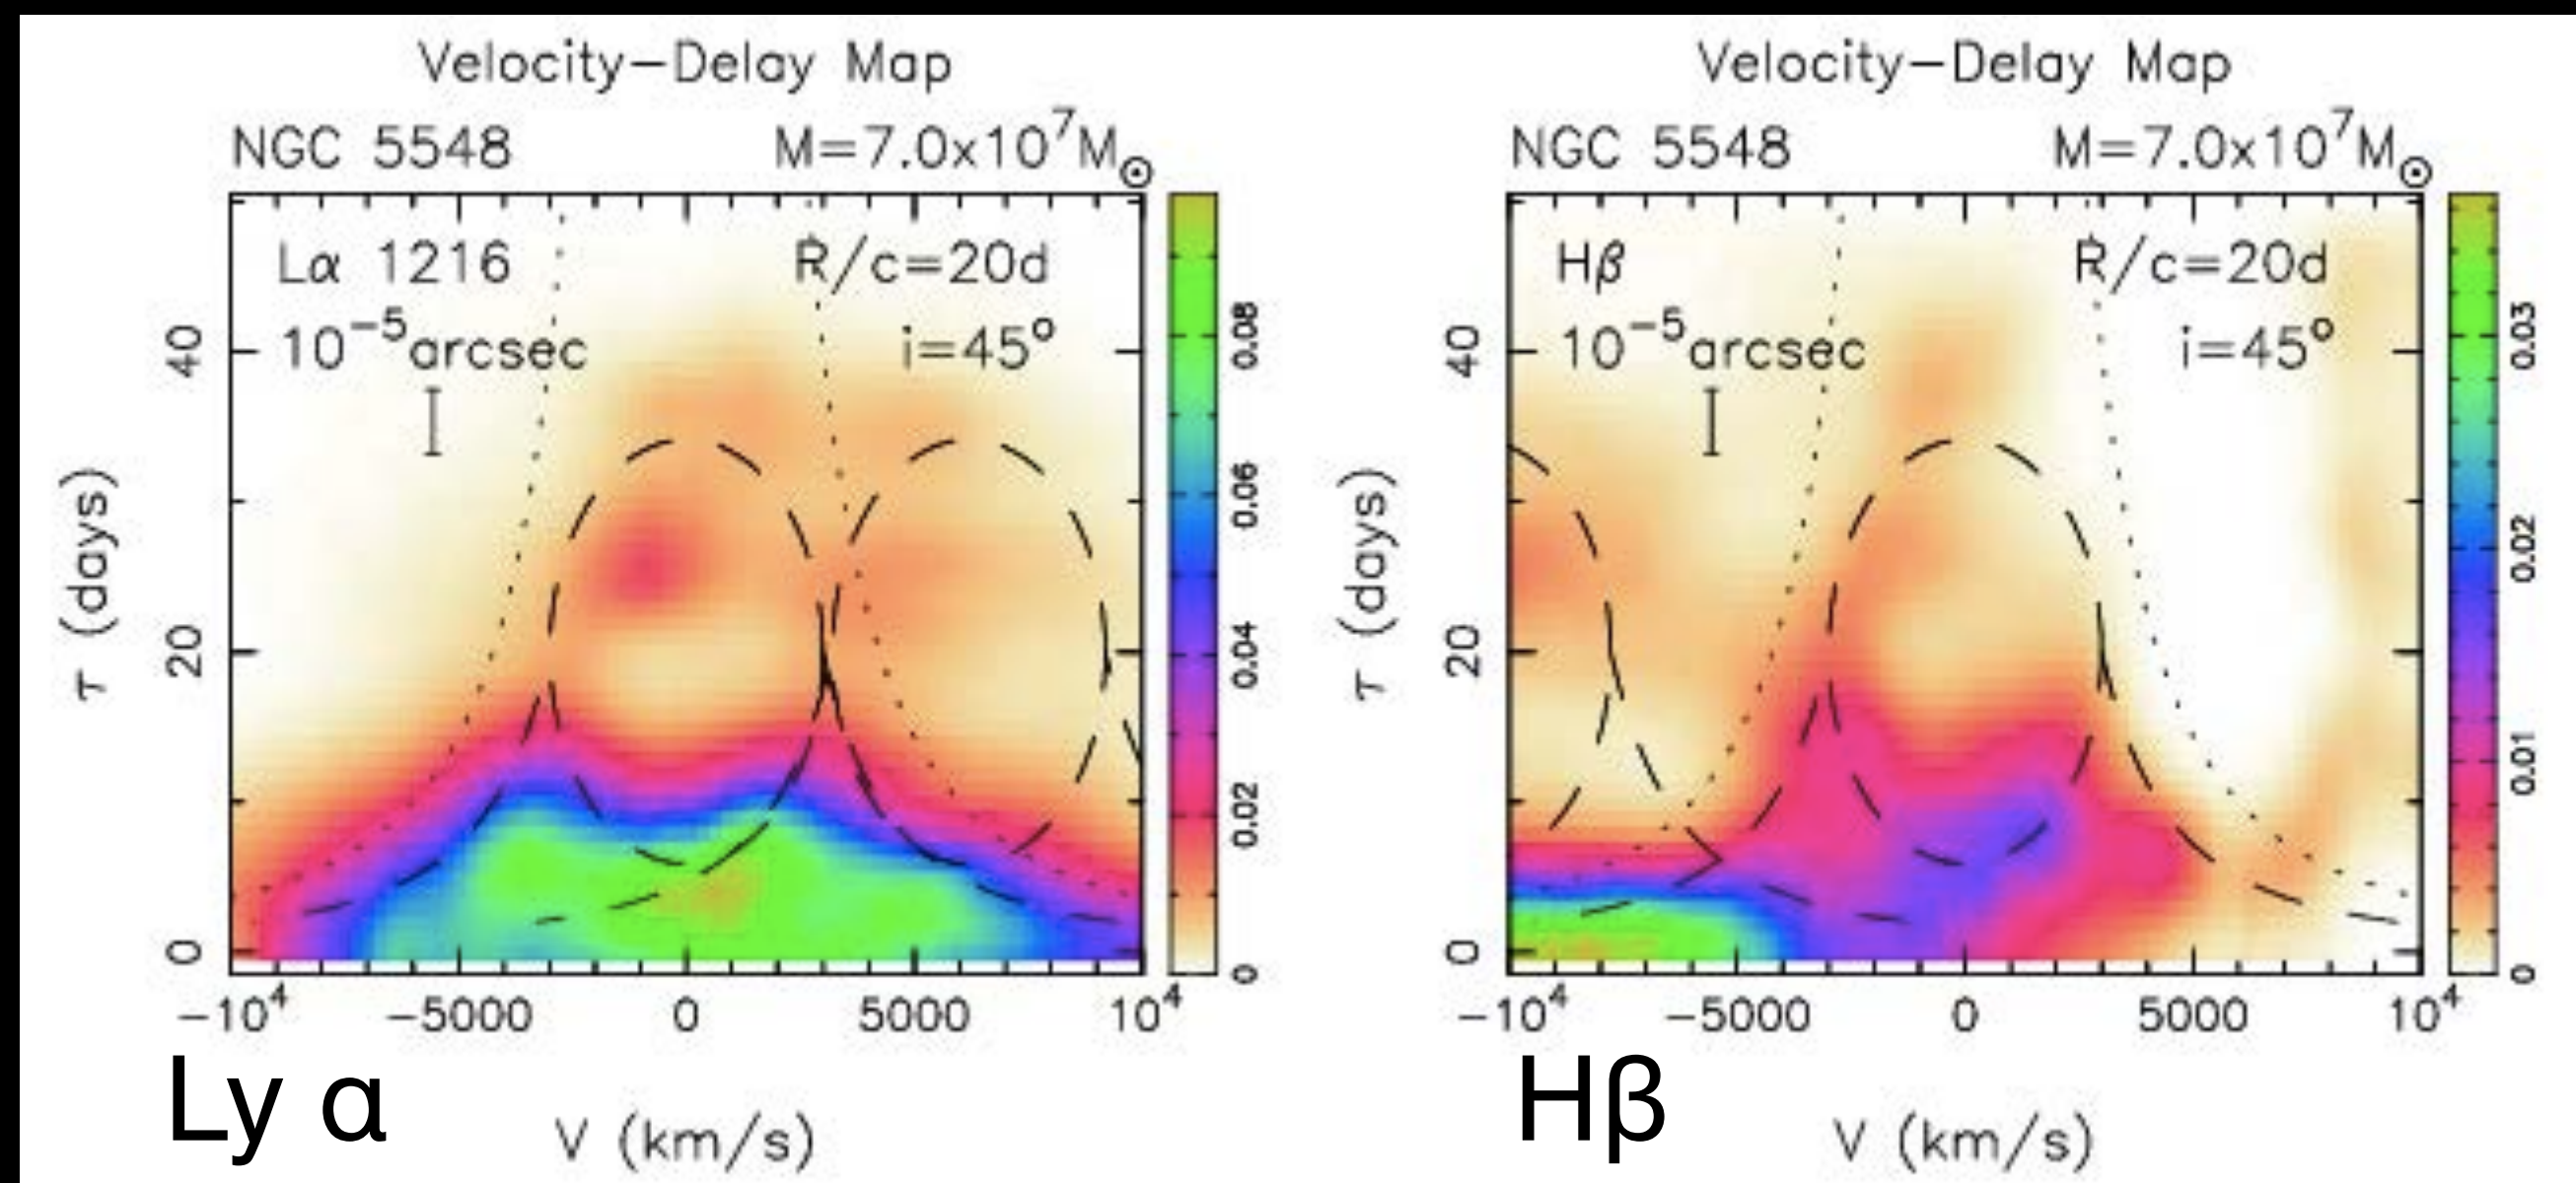 Velocity−Delay Map
NGC 5548 M=7.0x10⁷M⊙
Lα 1216 R/c=20d
10⁻⁵arcsec i=45°
40
20
0
τ (days)
−10⁴ −5000 0 5000 10⁴
V (km/s)
0.08
0.06
0.04
0.02
0
Ly α
Velocity−Delay Map
NGC 5548 M=7.0x10⁷M⊙
Hβ R/c=20d
10⁻⁵arcsec i=45°
40
20
0
τ (days)
−10⁴ −5000 0 5000 10⁴
V (km/s)
0.03
0.02
0.01
0
Hβ